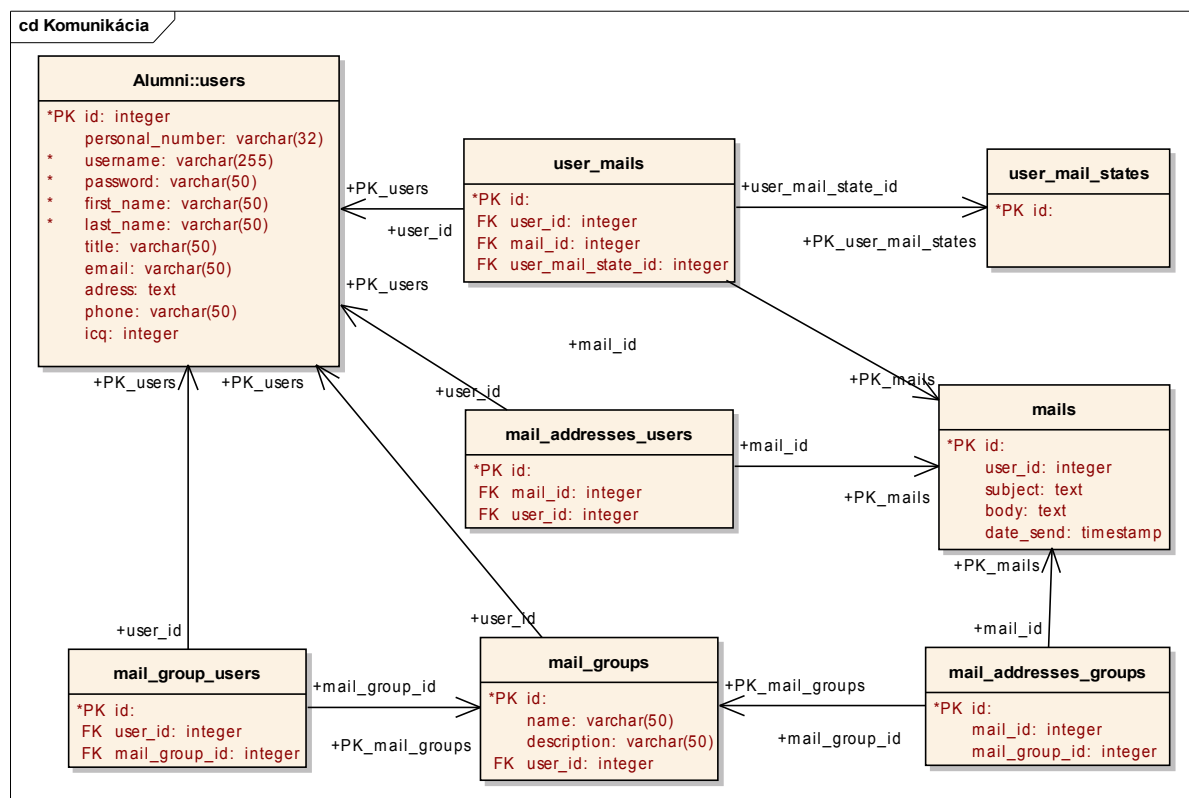 cd Komunikácia
Alumni::users
*PK id: integer
personal_number: varchar(32)
* username: varchar(255)
* password: varchar(50)
* first_name: varchar(50)
* last_name: varchar(50)
title: varchar(50)
email: varchar(50)
adress: text
phone: varchar(50)
icq: integer
user_mails
*PK id:
FK user_id: integer
FK mail_id: integer
FK user_mail_state_id: integer
user_mail_states
*PK id:
+PK_users
+user_id
+user_mail_state_id
+PK_user_mail_states
+PK_users
+mail_id
+PK_mails
+user_id
mail_addresses_users
*PK id:
FK mail_id: integer
FK user_id: integer
+mail_id
+PK_mails
mails
*PK id:
user_id: integer
subject: text
body: text
date_send: timestamp
+PK_users
+PK_users
+PK_mails
+user_id
+user_id
+mail_id
mail_group_users
*PK id:
FK user_id: integer
FK mail_group_id: integer
+mail_group_id
+PK_mail_groups
mail_groups
*PK id:
name: varchar(50)
description: varchar(50)
FK user_id: integer
+PK_mail_groups
+mail_group_id
mail_addresses_groups
*PK id:
mail_id: integer
mail_group_id: integer